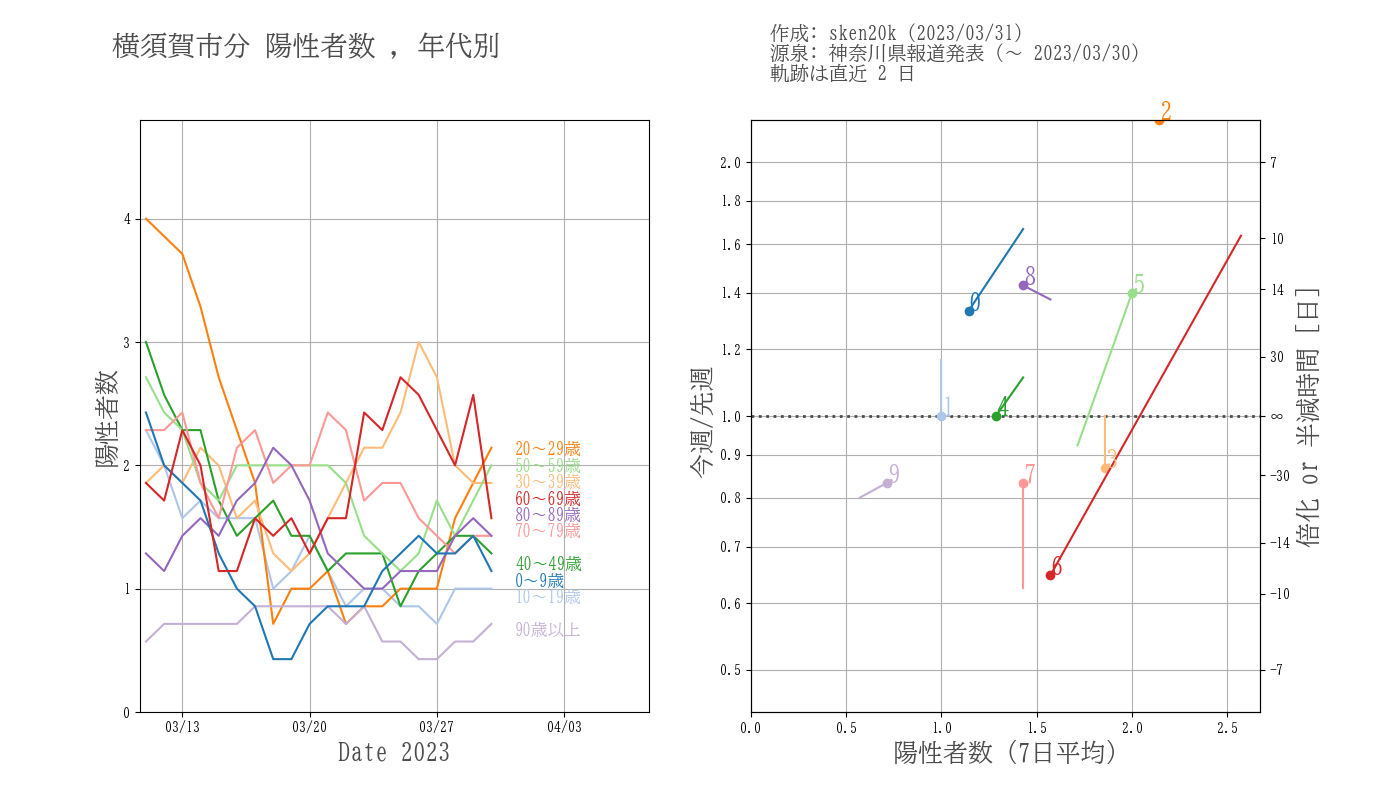 横須賀市分 陽性者数 , 年代別
作成: sken20k (2023/03/31)
源泉: 神奈川県報道発表 (〜 2023/03/30)
軌跡は直近 2 日
陽性者数
4
3
2
1
0
03/13
03/20
03/27
04/03
Date 2023
20〜29歳
50〜59歳
30〜39歳
60〜69歳
80〜89歳
70〜79歳
40〜49歳
0〜9歳
10〜19歳
90歳以上
今週/先週
2.0
1.8
1.6
1.4
1.2
1.0
0.9
0.8
0.7
0.6
0.5
0.0
0.5
1.0
1.5
2.0
2.5
陽性者数 (7日平均)
2
8
5
0
1
4
3
9
7
6
7
10
14
30
∞
−30
−14
−10
−7
倍化 or 半減時間 [日]